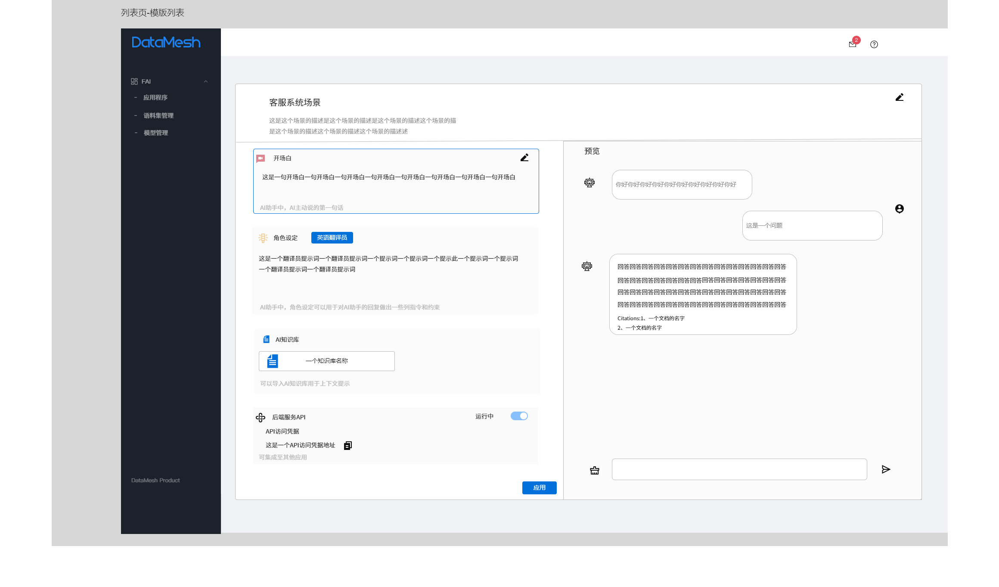 列表页-模版列表
DataMesh
2
FAI
- 应用程序
- 语料集管理
- 模型管理
DataMesh Product
客服系统场景
这是这个场景的描述是这个场景的描述是这个场景的描述这个场景的描
是这个场景的描述这个场景的描述这个场景的描述述
开场白
这是一句开场白一句开场白一句开场白一句开场白一句开场白一句开场白一句开场白一句开场白
AI助手中，AI主动说的第一句话
角色设定
英语翻译员
这是一个翻译员提示词一个翻译员提示词一个提示词一个提示词一个提示此一个提示词一个提示词
一个翻译员提示词一个翻译员提示词
AI助手中，角色设定可以用于对AI助手的回复做出一些列指令和约束
AI知识库
一个知识库名称
可以导入AI知识库用于上下文提示
后端服务API
运行中
API访问凭据
这是一个API访问凭据地址
可集成至其他应用
应用
预览
你好你好你好你好你好你好你好你好你好你好
这是一个问题
回答回答回答回答回答回答回答回答回答回答回答回答回答回答
回答回答回答回答回答回答回答回答回答回答回答回答回答回答
回答回答回答回答回答回答回答回答回答回答回答回答回答回答
回答回答回答回答回答回答回答回答回答回答回答回答回答回答
Citations:1、一个文档的名字
2、一个文档的名字